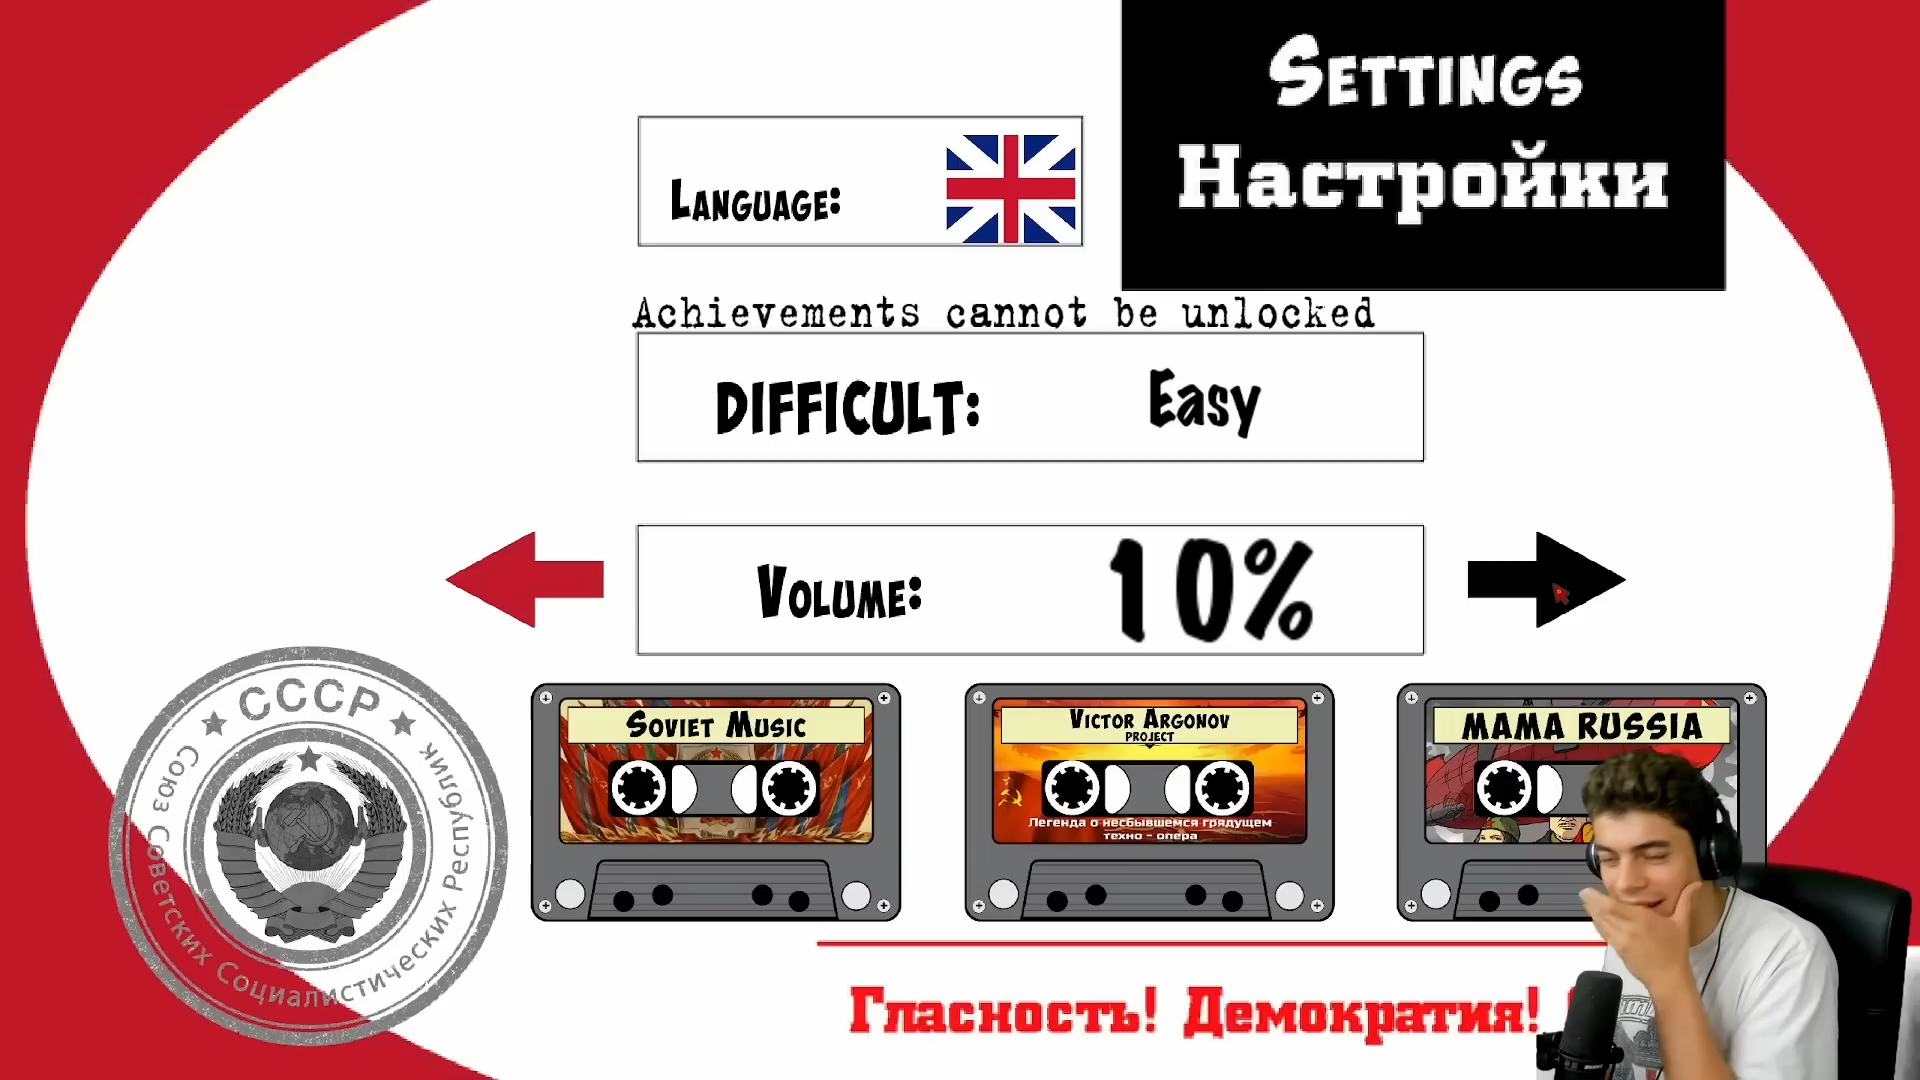 SETTINGS
Настройки
LANGUAGE:
Achievements cannot be unlocked
DIFFICULT: Easy
VOLUME: 10%
СССР
Союз Советских Социалистических Республик
SOVIET MUSIC
VICTOR ARGONOV
PROJECT
Легенда о несбывшемся грядущем
техно - опера
MAMA RUSSIA
Гласность! Демократия!